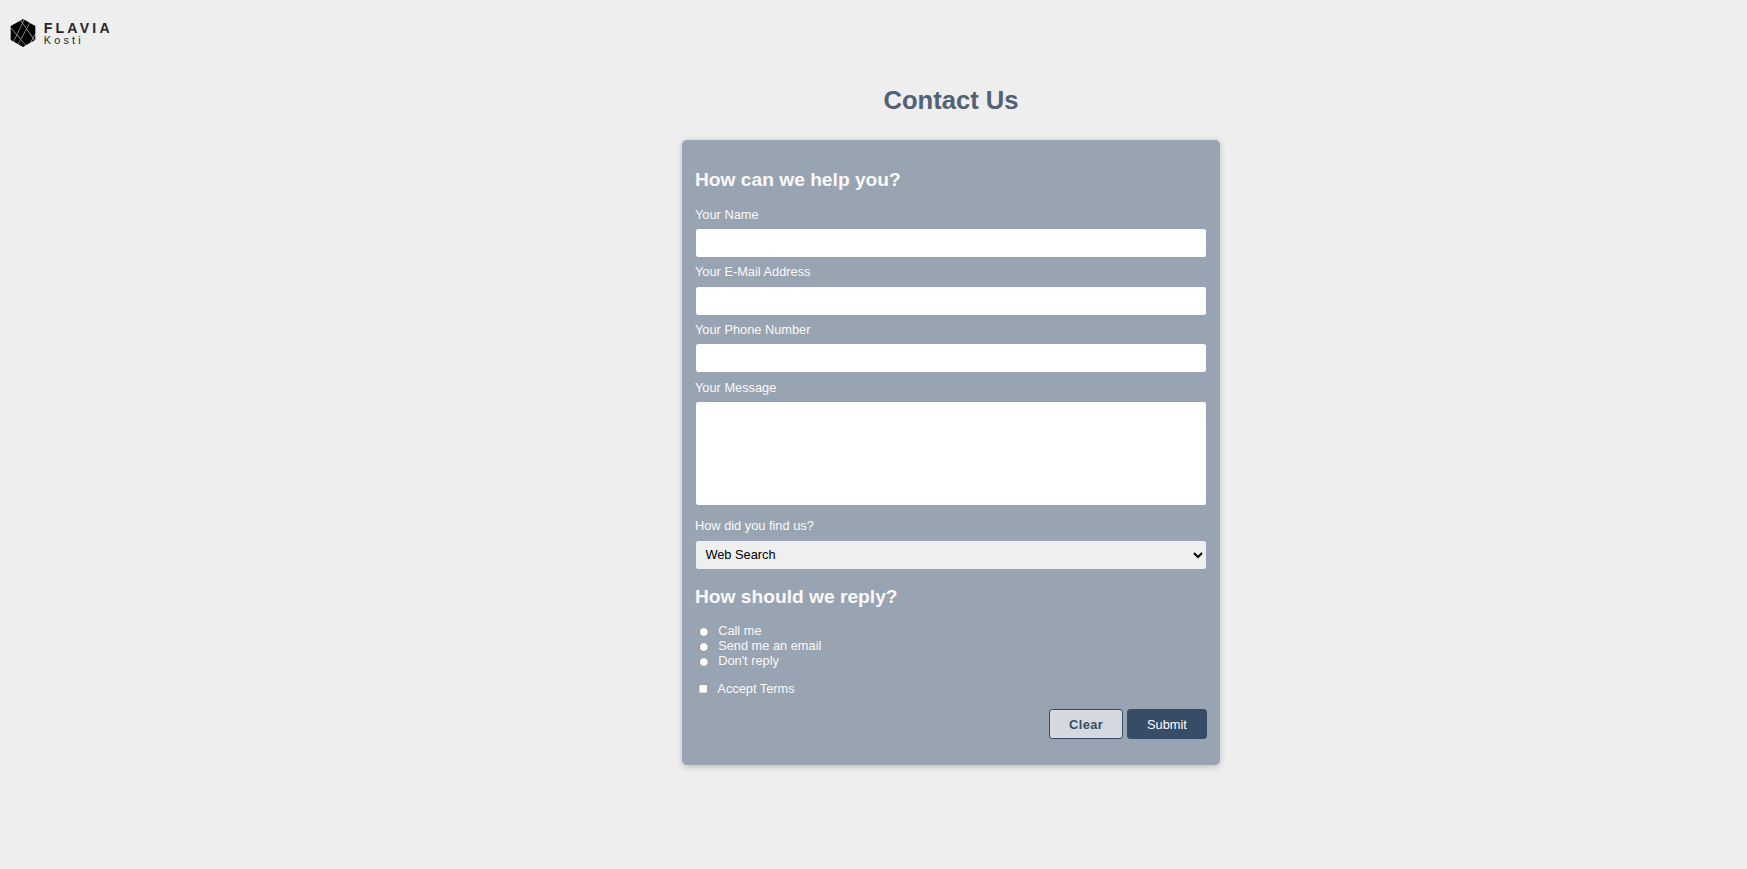 FLAVIA
Kosti
Contact Us
How can we help you?
Your Name
Your E-Mail Address
Your Phone Number
Your Message
How did you find us?
Web Search
How should we reply?
Call me
Send me an email
Don't reply
Accept Terms
Clear Submit